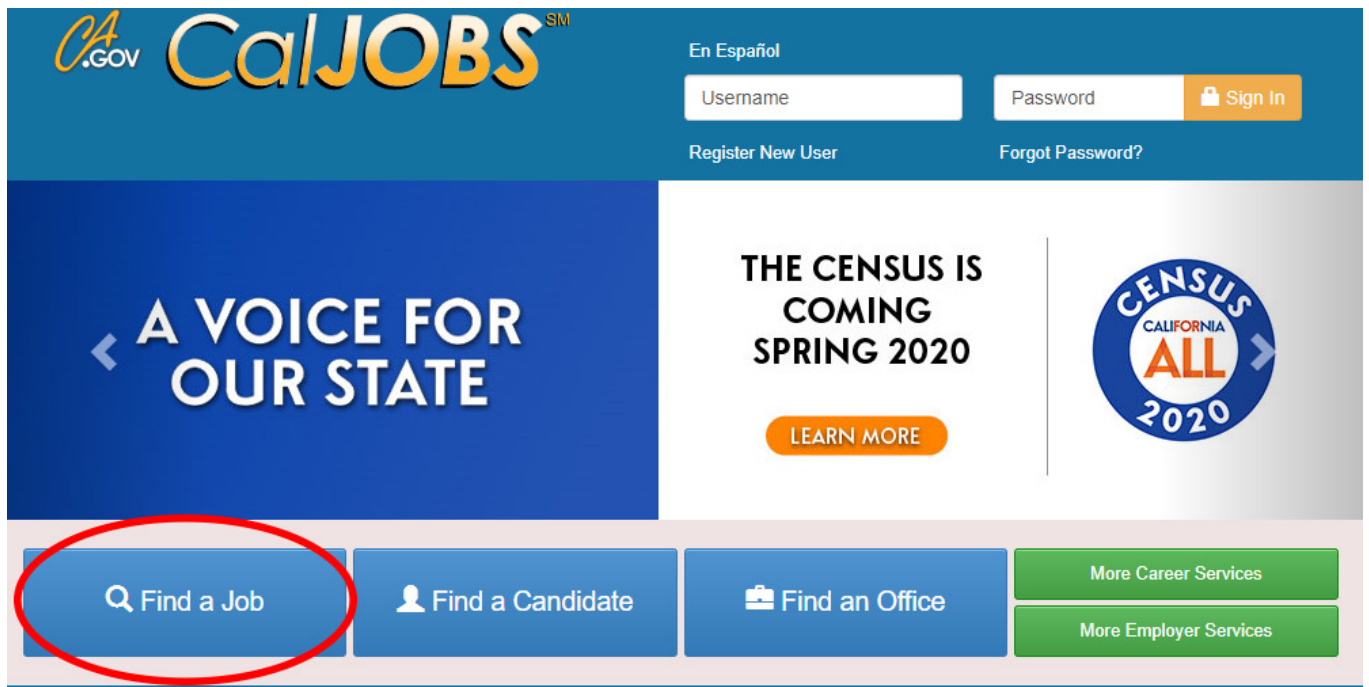 CA.GOV CalJOBS℠
En Español
Username
Password
Sign In
Register New User
Forgot Password?
A VOICE FOR
OUR STATE
THE CENSUS IS
COMING
SPRING 2020
LEARN MORE
CENSUS
CALIFORNIA
ALL
2020
Find a Job
Find a Candidate
Find an Office
More Career Services
More Employer Services